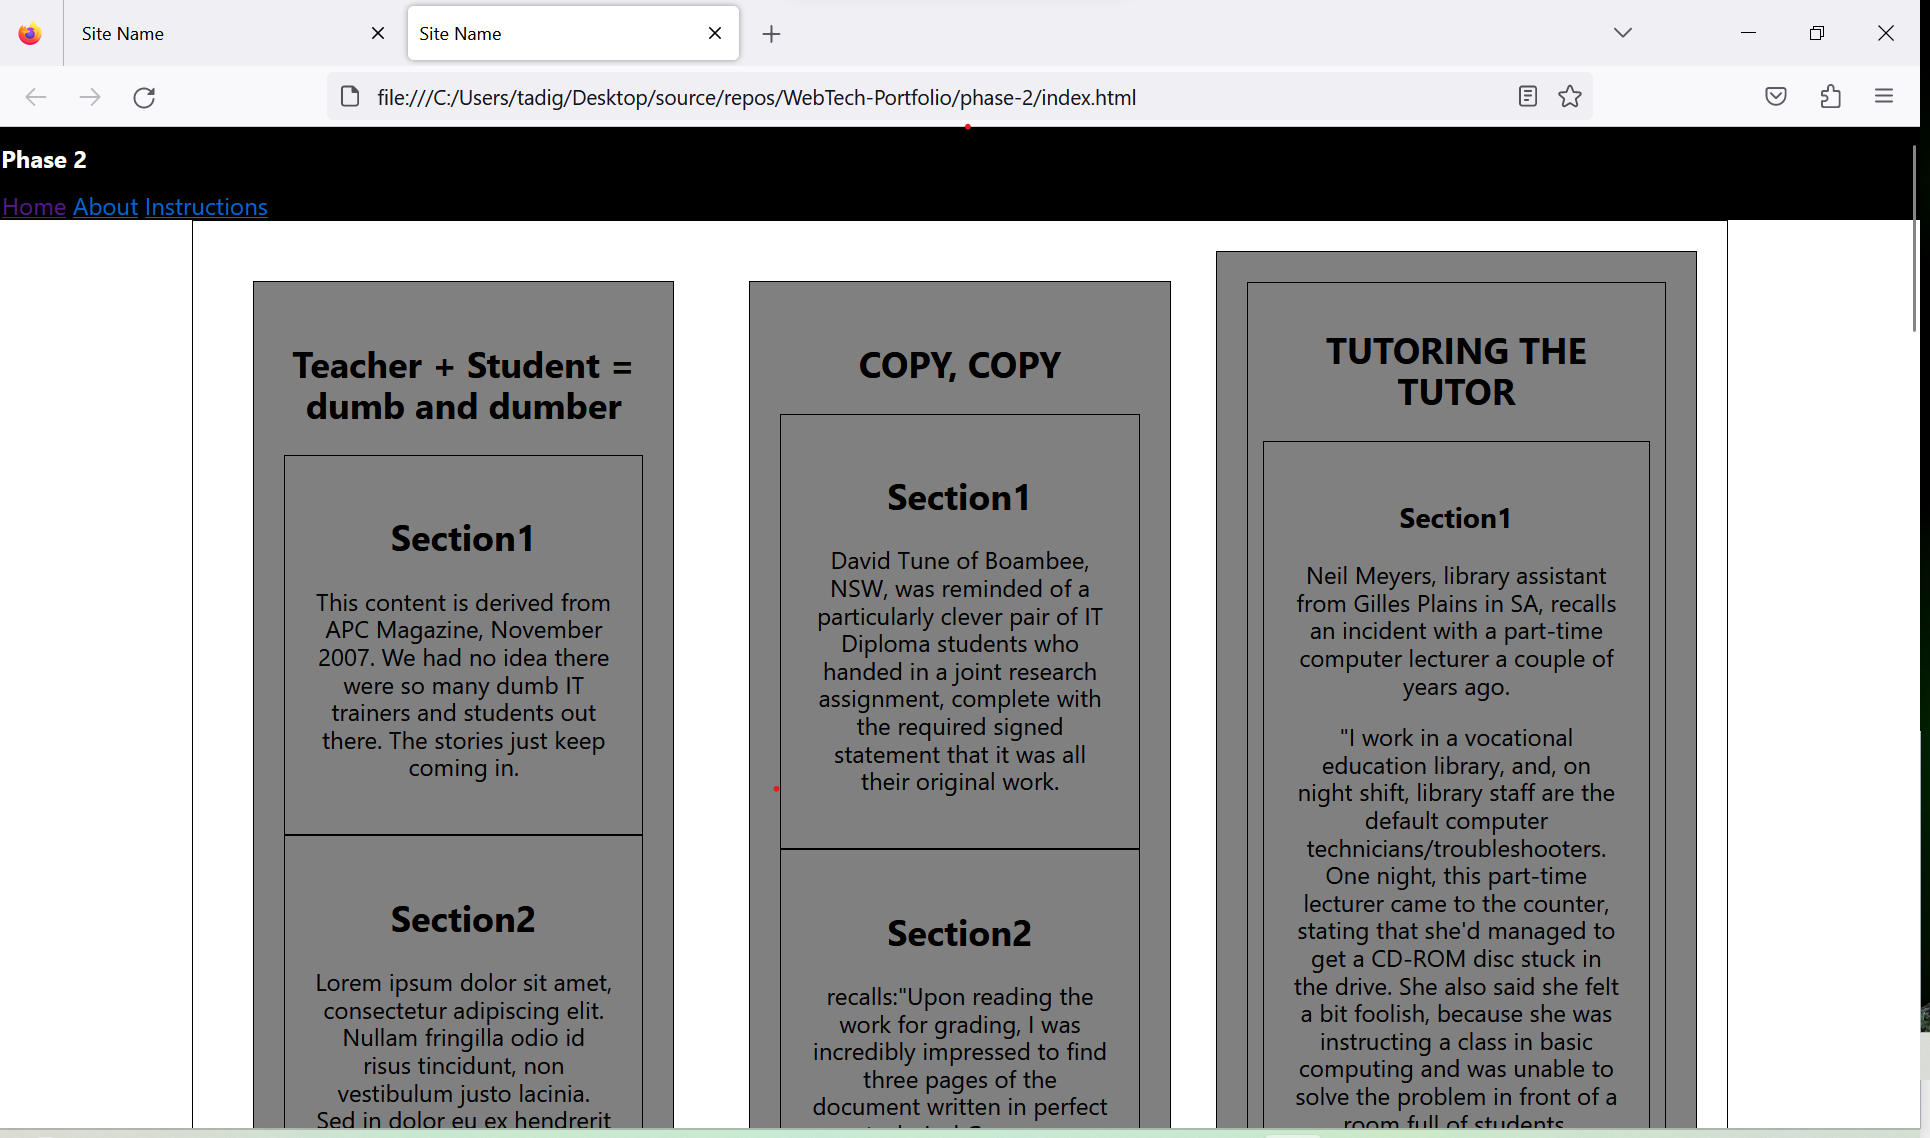 Site Name
Site Name
file:///C:/Users/tadig/Desktop/source/repos/WebTech-Portfolio/phase-2/index.html
Phase 2
Home About Instructions
Teacher + Student =
dumb and dumber
Section1
This content is derived from
APC Magazine, November
2007. We had no idea there
were so many dumb IT
trainers and students out
there. The stories just keep
coming in.
Section2
Lorem ipsum dolor sit amet,
consectetur adipiscing elit.
Nullam fringilla odio id
risus tincidunt, non
vestibulum justo lacinia.
Sed in dolor eu ex hendrerit
COPY, COPY
Section1
David Tune of Boambee,
NSW, was reminded of a
particularly clever pair of IT
Diploma students who
handed in a joint research
assignment, complete with
the required signed
statement that it was all
their original work.
Section2
recalls:"Upon reading the
work for grading, I was
incredibly impressed to find
three pages of the
document written in perfect
TUTORING THE
TUTOR
Section1
Neil Meyers, library assistant
from Gilles Plains in SA, recalls
an incident with a part-time
computer lecturer a couple of
years ago.
"I work in a vocational
education library, and, on
night shift, library staff are the
default computer
technicians/troubleshooters.
One night, this part-time
lecturer came to the counter,
stating that she'd managed to
get a CD-ROM disc stuck in
the drive. She also said she felt
a bit foolish, because she was
instructing a class in basic
computing and was unable to
solve the problem in front of a
room full of students